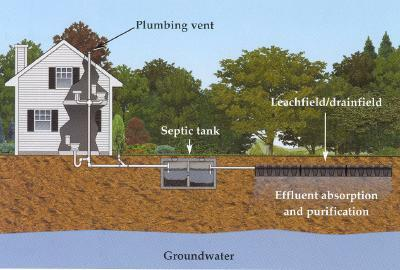 Plumbing vent
Leachfield/drainfield
Septic tank
Effluent absorption
and purification
Groundwater